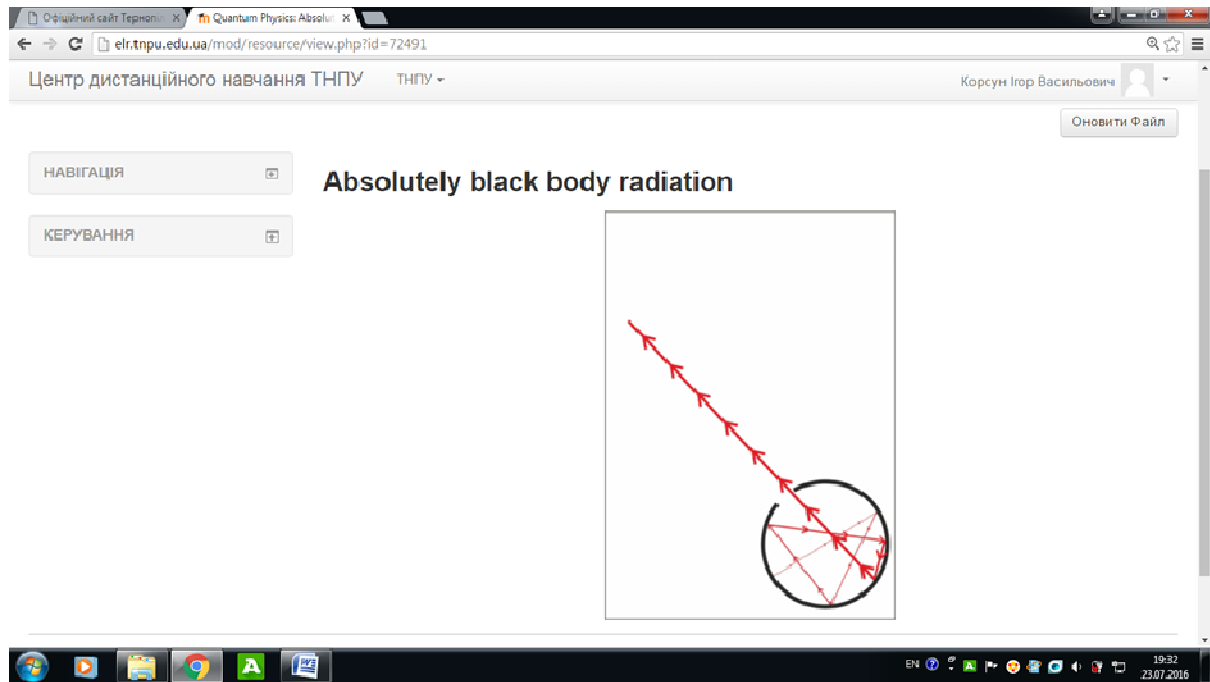 Офіційний сайт Терноп
Quantum Physics: Absolut
elr.tnpu.edu.ua/mod/resource/view.php?id=72491
Центр дистанційного навчання ТНПУ
ТНПУ
Корсун Ігор Васильович
Оновити Файл
НАВІГАЦІЯ
Absolutely black body radiation
КЕРУВАННЯ
EN
19:32
23.07.2016